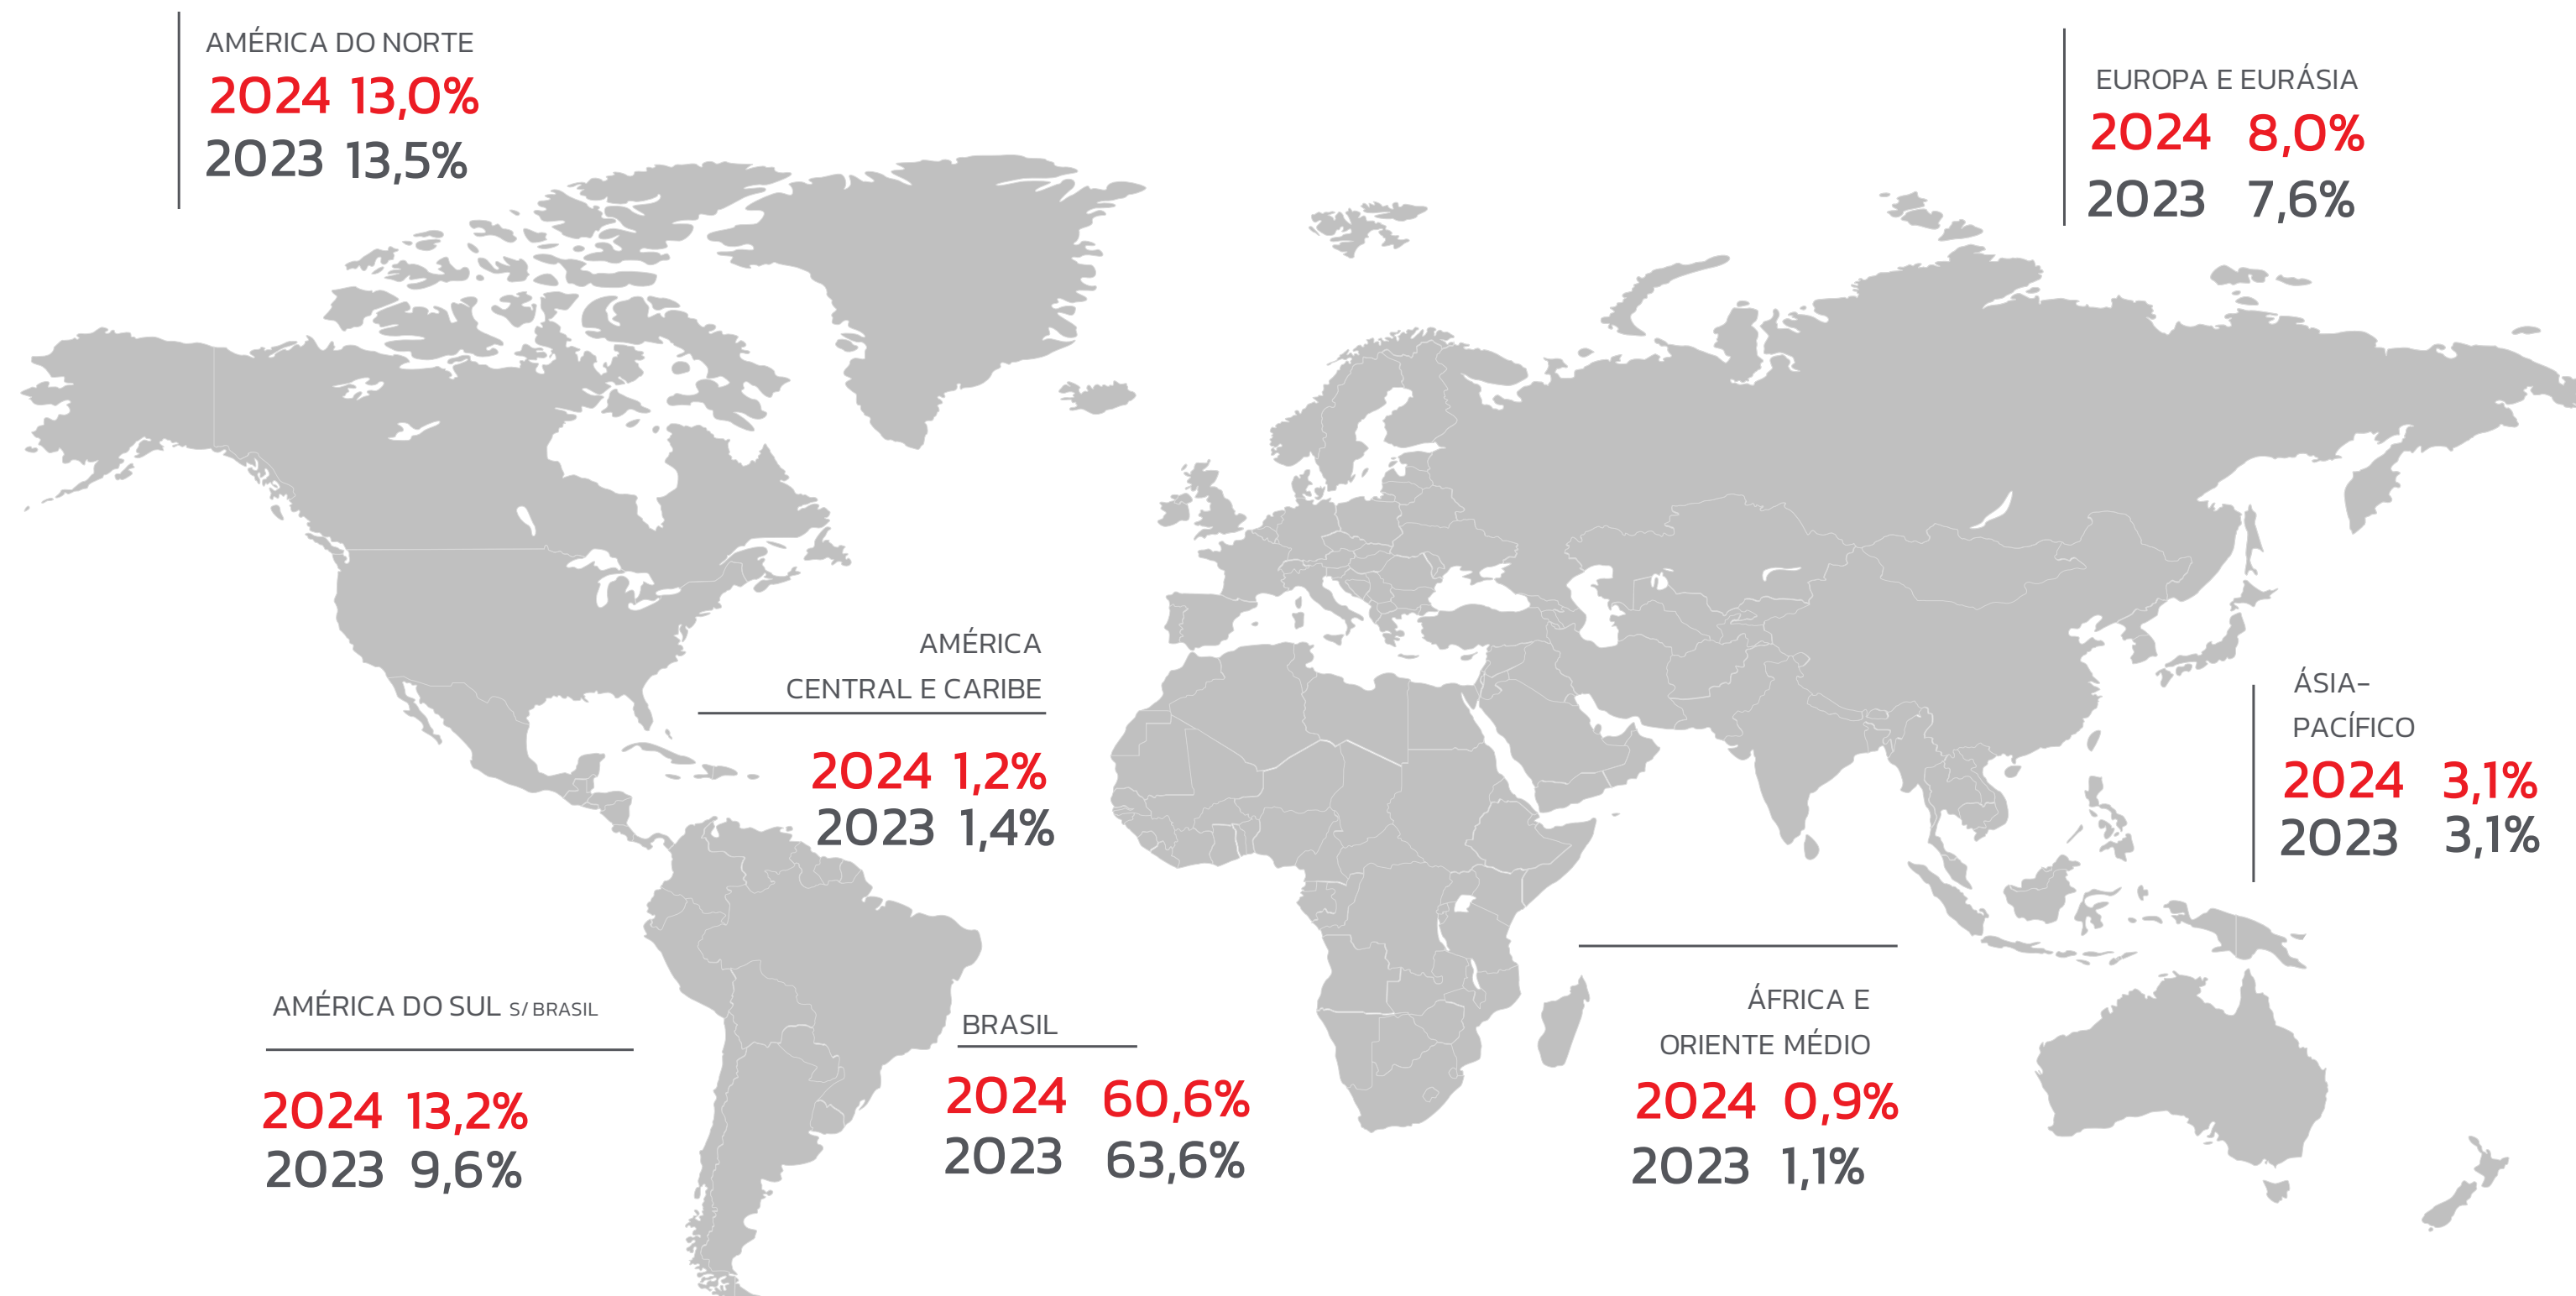 AMÉRICA DO NORTE
2024 13,0%
2023 13,5%
EUROPA E EURÁSIA
2024 8,0%
2023 7,6%
AMÉRICA
CENTRAL E CARIBE
2024 1,2%
2023 1,4%
ÁSIA-
PACÍFICO
2024 3,1%
2023 3,1%
AMÉRICA DO SUL S/ BRASIL
2024 13,2%
2023 9,6%
BRASIL
2024 60,6%
2023 63,6%
ÁFRICA E
ORIENTE MÉDIO
2024 0,9%
2023 1,1%